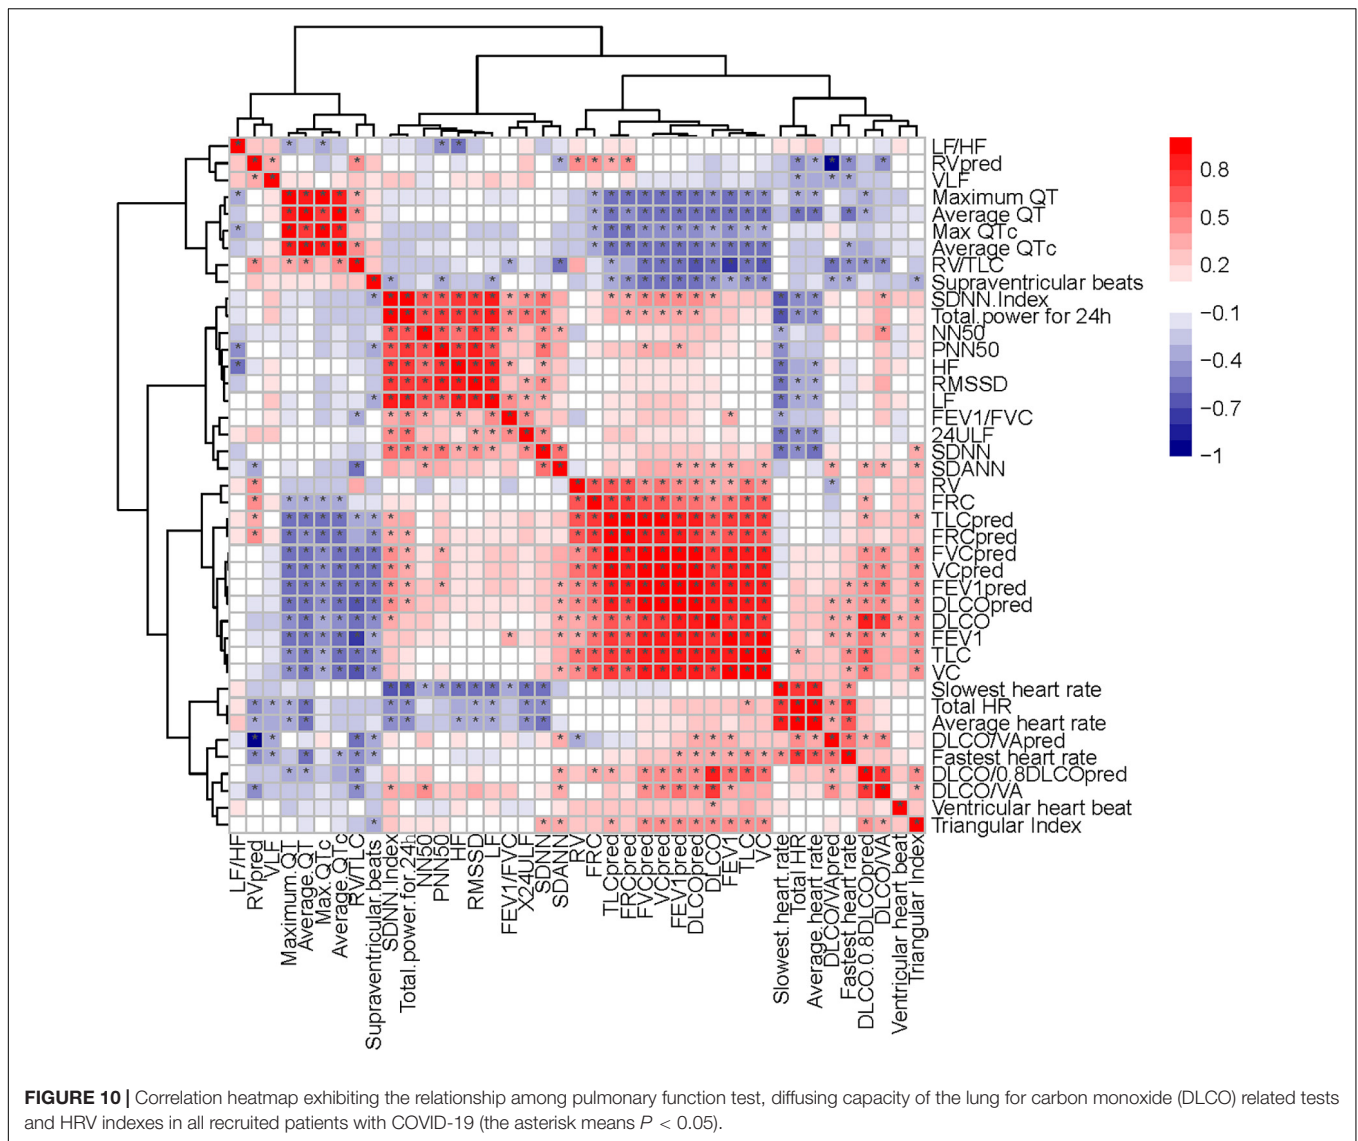 LF/HF
RVpred
VLF
Maximum QT
Average QT
Max QTc
Average QTc
RV/TLC
Supraventricular beats
SDNN.Index
Total.power for 24h
NN50
PNN50
HF
RMSSD
LF
FEV1/FVC
24ULF
SDNN
SDANN
RV
FRC
TLCpred
FRCpred
FVCpred
VCpred
FEV1pred
DLCOpred
DLCO
FEV1
TLC
VC
Slowest heart rate
Total HR
Average heart rate
DLCO/VApred
Fastest heart rate
DLCO/0.8DLCOpred
DLCO/VA
Ventricular heart beat
Triangular Index
0.8
0.5
0.2
−0.1
−0.4
−0.7
−1
LF/HF
RVpred
VLF
Maximum.QT
Average.QT
Max.QTc
Average.QTc
RV/TLC
Supraventricular.beats
SDNN.Index
Total.power.for.24h
NN50
PNN50
HF
RMSSD
LF
FEV1/FVC
X24ULF
SDNN
SDANN
RV
FRC
TLCpred
FRCpred
FVCpred
VCpred
FEV1pred
DLCOpred
DLCO
FEV1
TLC
VC
Slowest.heart.rate
Total HR
Average.heart rate
DLCO/VApred
Fastest heart rate
DLCO.0.8DLCOpred
DLCO/VA
Ventricular heart beat
Triangular Index
FIGURE 10 | Correlation heatmap exhibiting the relationship among pulmonary function test, diffusing capacity of the lung for carbon monoxide (DLCO) related tests
and HRV indexes in all recruited patients with COVID-19 (the asterisk means P < 0.05).